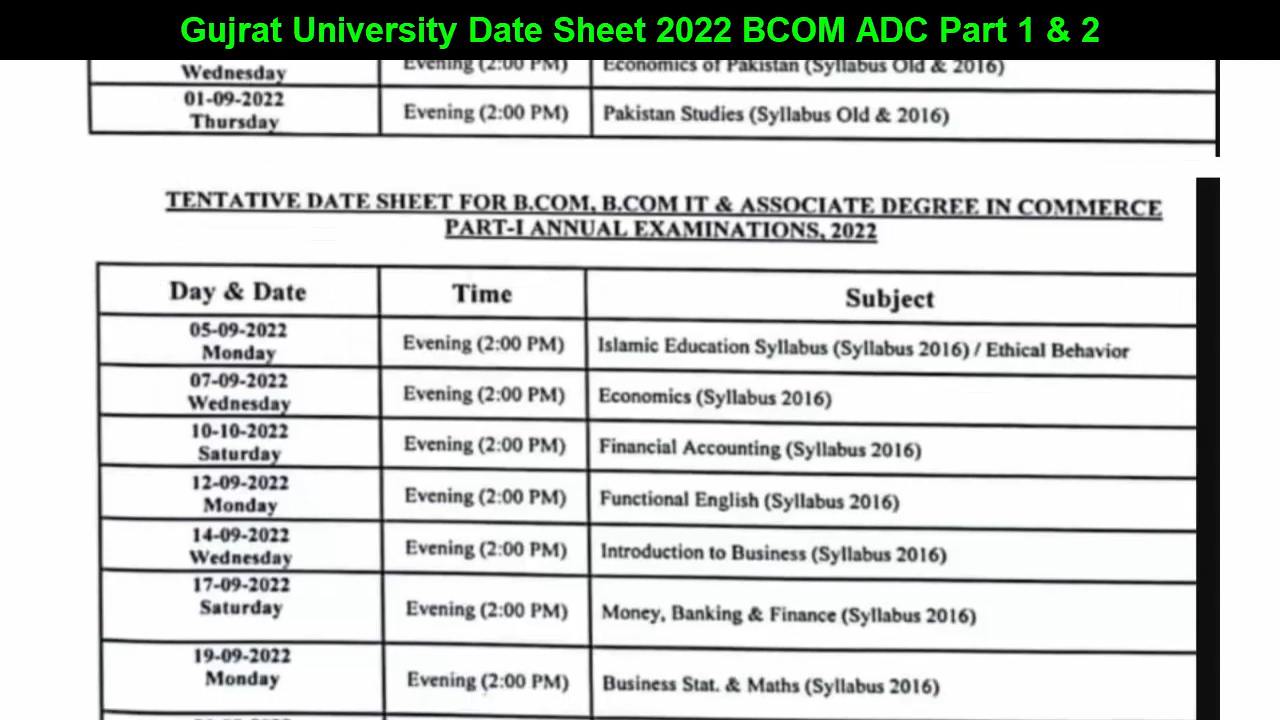 Gujrat University Date Sheet 2022 BCOM ADC Part 1 & 2
Wednesday Evening (2:00 PM) Economics of Pakistan (Syllabus Old & 2016)
01-09-2022
Thursday Evening (2:00 PM) Pakistan Studies (Syllabus Old & 2016)
TENTATIVE DATE SHEET FOR B.COM, B.COM IT & ASSOCIATE DEGREE IN COMMERCE
PART-I ANNUAL EXAMINATIONS, 2022
Day & Date Time Subject
05-09-2022
Monday Evening (2:00 PM) Islamic Education Syllabus (Syllabus 2016) / Ethical Behavior
07-09-2022
Wednesday Evening (2:00 PM) Economics (Syllabus 2016)
10-10-2022
Saturday Evening (2:00 PM) Financial Accounting (Syllabus 2016)
12-09-2022
Monday Evening (2:00 PM) Functional English (Syllabus 2016)
14-09-2022
Wednesday Evening (2:00 PM) Introduction to Business (Syllabus 2016)
17-09-2022
Saturday Evening (2:00 PM) Money, Banking & Finance (Syllabus 2016)
19-09-2022
Monday Evening (2:00 PM) Business Stat. & Maths (Syllabus 2016)